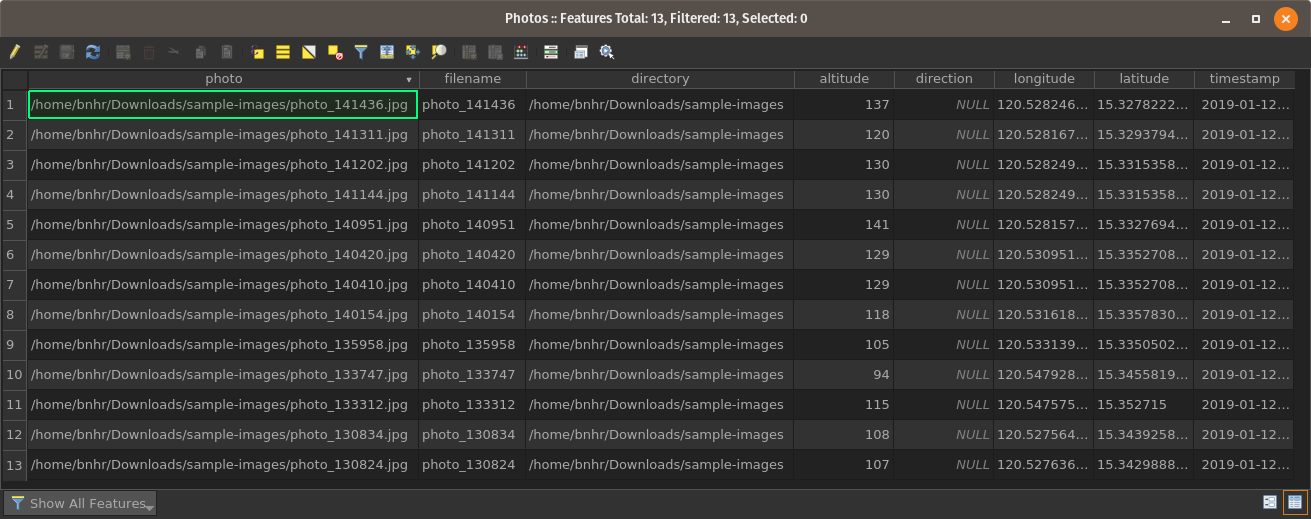 Photos :: Features Total: 13, Filtered: 13, Selected: 0
photo filename directory altitude direction longitude latitude timestamp
1 /home/bnhr/Downloads/sample-images/photo_141436.jpg photo_141436 /home/bnhr/Downloads/sample-images 137 NULL 120.528246... 15.3278222... 2019-01-12...
2 /home/bnhr/Downloads/sample-images/photo_141311.jpg photo_141311 /home/bnhr/Downloads/sample-images 120 NULL 120.528167... 15.3293794... 2019-01-12...
3 /home/bnhr/Downloads/sample-images/photo_141202.jpg photo_141202 /home/bnhr/Downloads/sample-images 130 NULL 120.528249... 15.3315358... 2019-01-12...
4 /home/bnhr/Downloads/sample-images/photo_141144.jpg photo_141144 /home/bnhr/Downloads/sample-images 130 NULL 120.528249... 15.3315358... 2019-01-12...
5 /home/bnhr/Downloads/sample-images/photo_140951.jpg photo_140951 /home/bnhr/Downloads/sample-images 141 NULL 120.528157... 15.3327694... 2019-01-12...
6 /home/bnhr/Downloads/sample-images/photo_140420.jpg photo_140420 /home/bnhr/Downloads/sample-images 129 NULL 120.530951... 15.3352708... 2019-01-12...
7 /home/bnhr/Downloads/sample-images/photo_140410.jpg photo_140410 /home/bnhr/Downloads/sample-images 129 NULL 120.530951... 15.3352708... 2019-01-12...
8 /home/bnhr/Downloads/sample-images/photo_140154.jpg photo_140154 /home/bnhr/Downloads/sample-images 118 NULL 120.531618... 15.3357830... 2019-01-12...
9 /home/bnhr/Downloads/sample-images/photo_135958.jpg photo_135958 /home/bnhr/Downloads/sample-images 105 NULL 120.533139... 15.3350502... 2019-01-12...
10 /home/bnhr/Downloads/sample-images/photo_133747.jpg photo_133747 /home/bnhr/Downloads/sample-images 94 NULL 120.547928... 15.3455819... 2019-01-12...
11 /home/bnhr/Downloads/sample-images/photo_133312.jpg photo_133312 /home/bnhr/Downloads/sample-images 115 NULL 120.547575... 15.352715 2019-01-12...
12 /home/bnhr/Downloads/sample-images/photo_130834.jpg photo_130834 /home/bnhr/Downloads/sample-images 108 NULL 120.527564... 15.3439258... 2019-01-12...
13 /home/bnhr/Downloads/sample-images/photo_130824.jpg photo_130824 /home/bnhr/Downloads/sample-images 107 NULL 120.527636... 15.3429888... 2019-01-12...
Show All Features